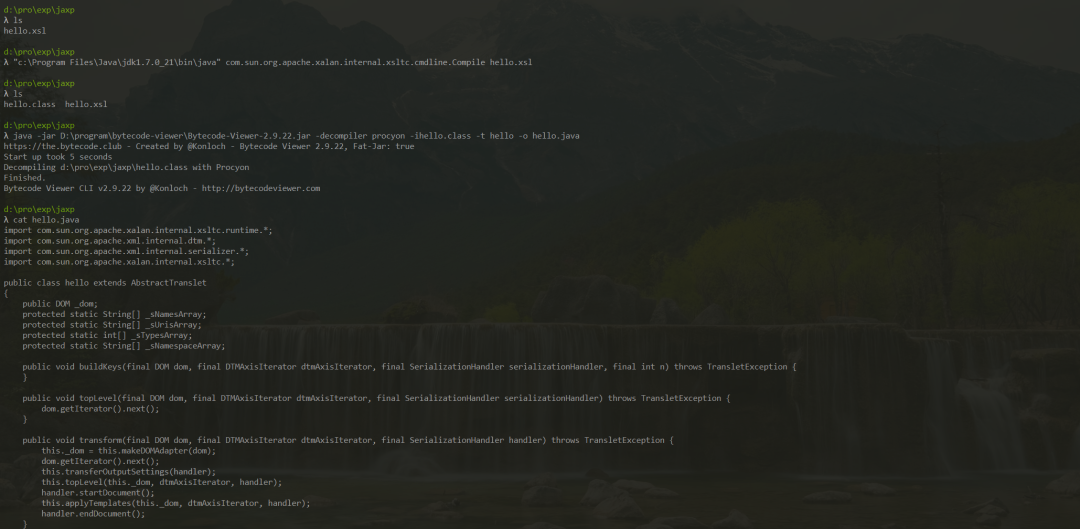 d:\pro\exp\jaxp
λ ls
hello.xsl
d:\pro\exp\jaxp
λ "c:\Program Files\Java\jdk1.7.0_21\bin\java" com.sun.org.apache.xalan.internal.xsltc.cmdline.Compile hello.xsl
d:\pro\exp\jaxp
λ ls
hello.class  hello.xsl
d:\pro\exp\jaxp
λ java -jar D:\program\bytecode-viewer\Bytecode-Viewer-2.9.22.jar -decompiler procyon -ihello.class -t hello -o hello.java
https://the.bytecode.club - Created by @Konloch - Bytecode Viewer 2.9.22, Fat-Jar: true
Start up took 5 seconds
Decompiling d:\pro\exp\jaxp\hello.class with Procyon
Finished.
Bytecode Viewer CLI v2.9.22 by @Konloch - http://bytecodeviewer.com
d:\pro\exp\jaxp
λ cat hello.java
import com.sun.org.apache.xalan.internal.xsltc.runtime.*;
import com.sun.org.apache.xml.internal.dtm.*;
import com.sun.org.apache.xml.internal.serializer.*;
import com.sun.org.apache.xalan.internal.xsltc.*;
public class hello extends AbstractTranslet
{
    public DOM _dom;
    protected static String[] _sNamesArray;
    protected static String[] _sUrisArray;
    protected static int[] _sTypesArray;
    protected static String[] _sNamespaceArray;
    public void buildKeys(final DOM dom, final DTMAxisIterator dtmAxisIterator, final SerializationHandler serializationHandler, final int n) throws TransletException {
    }
    public void topLevel(final DOM dom, final DTMAxisIterator dtmAxisIterator, final SerializationHandler serializationHandler) throws TransletException {
        dom.getIterator().next();
    }
    public void transform(final DOM dom, final DTMAxisIterator dtmAxisIterator, final SerializationHandler handler) throws TransletException {
        this._dom = this.makeDOMAdapter(dom);
        dom.getIterator().next();
        this.transferOutputSettings(handler);
        this.topLevel(this._dom, dtmAxisIterator, handler);
        handler.startDocument();
        this.applyTemplates(this._dom, dtmAxisIterator, handler);
        handler.endDocument();
    }